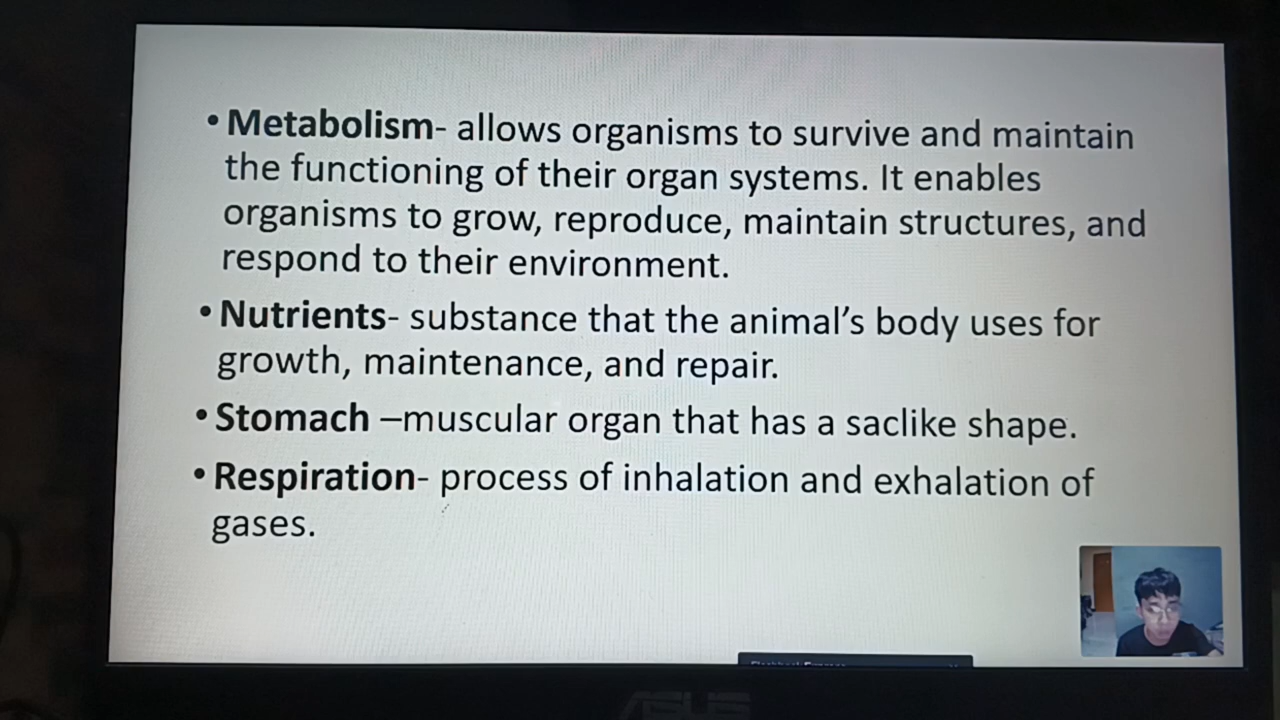 • Metabolism- allows organisms to survive and maintain
the functioning of their organ systems. It enables
organisms to grow, reproduce, maintain structures, and
respond to their environment.
• Nutrients- substance that the animal's body uses for
growth, maintenance, and repair.
• Stomach –muscular organ that has a saclike shape.
• Respiration- process of inhalation and exhalation of
gases.
ASUS